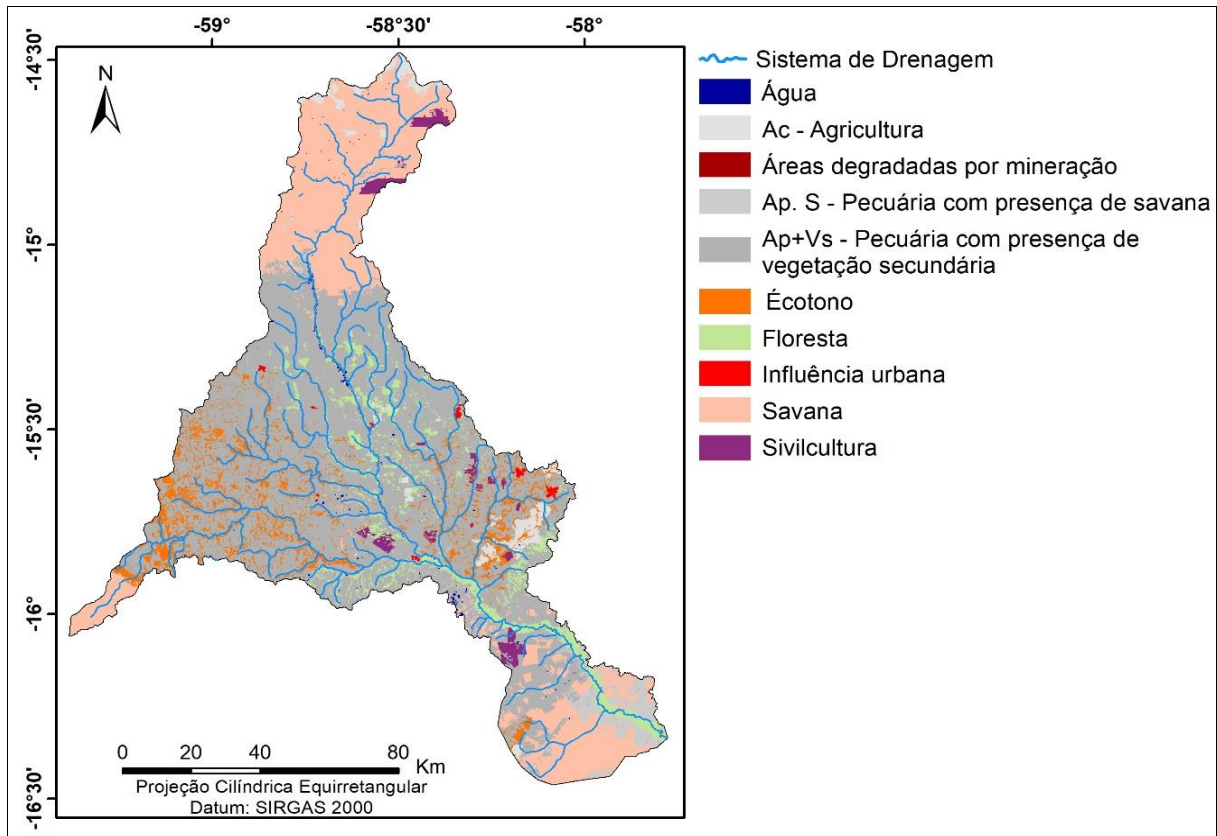 -59°
-58°30'
-58°
-14°30'
-15°
-15°30'
-16°
-16°30'
N
0 20 40 80
Km
Projeção Cilíndrica Equirretangular
Datum: SIRGAS 2000
Sistema de Drenagem
Água
Ac - Agricultura
Áreas degradadas por mineração
Ap. S - Pecuária com presença de savana
Ap+Vs - Pecuária com presença de
vegetação secundária
Écotono
Floresta
Influência urbana
Savana
Sivilcultura